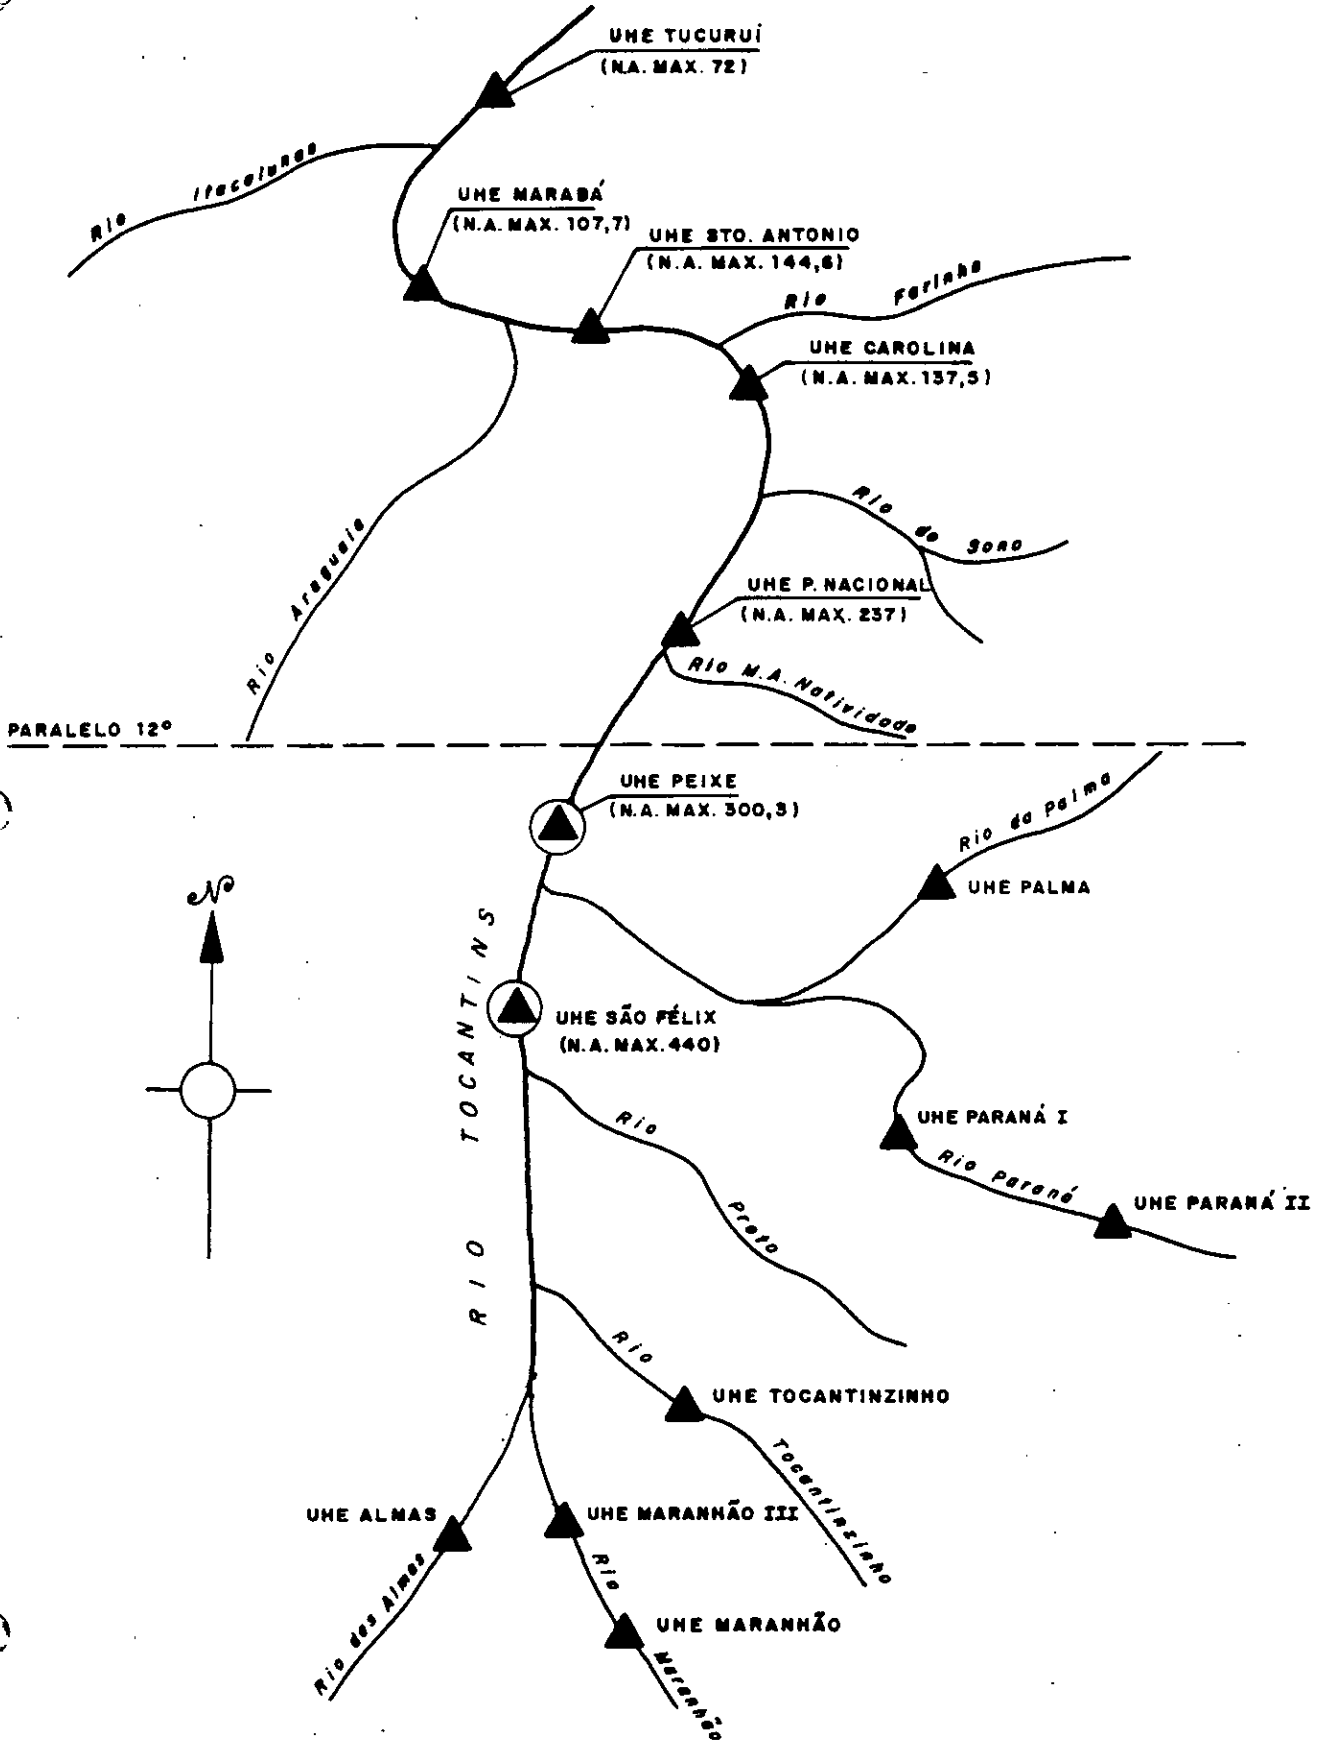 UHE TUCURUÍ
(N.A. MAX. 72)
Rio Itacaiunas
UHE MARABÁ
(N.A. MAX. 107,7)
UHE STO. ANTONIO
(N.A. MAX. 144,6)
Rio Farinha
UHE CAROLINA
(N.A. MAX. 137,5)
Rio do Sono
Rio Araguaia
UHE P. NACIONAL
(N.A. MAX. 237)
Rio M.A. Natividade
PARALELO 12º
UHE PEIXE
(N.A. MAX. 300,3)
Rio da Palma
UHE PALMA
N
RIO TOCANTINS
UHE SÃO FÉLIX
(N.A. MAX. 440)
UHE PARANÁ I
Rio Paraná
UHE PARANÁ II
Rio Preto
Rio Tocantinzinho
UHE TOCANTINZINHO
UHE ALMAS
UHE MARANHÃO III
Rio das Almas
Rio Maranhão
UHE MARANHÃO